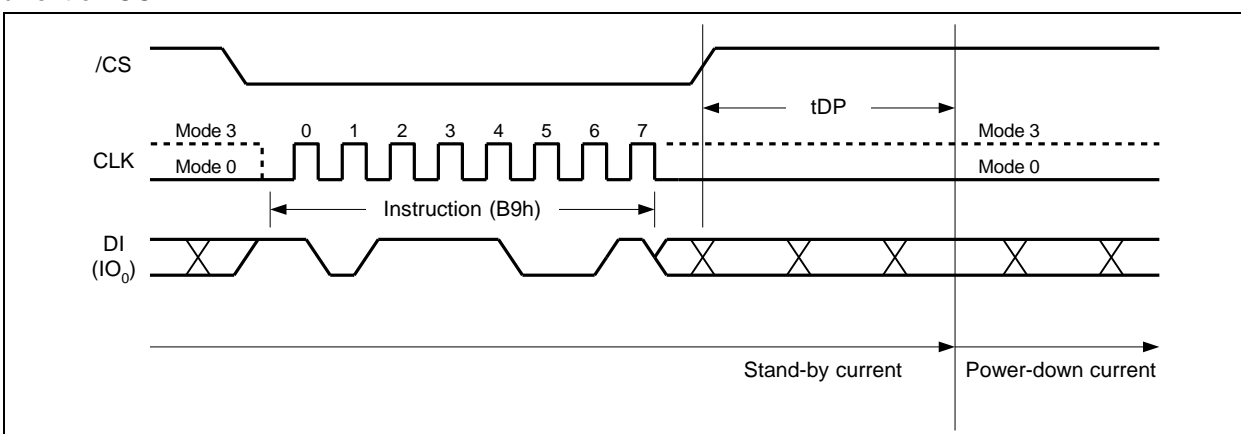 /CS
tDP
Mode 3 0 1 2 3 4 5 6 7 Mode 3
CLK
Mode 0 Mode 0
Instruction (B9h)
DI
(IO0)
Stand-by current Power-down current